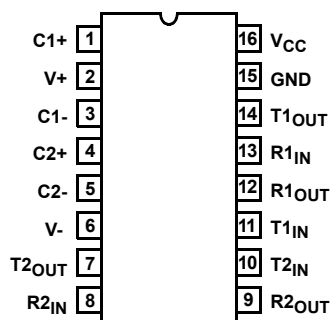 C1+ 1 16 VCC
V+ 2 15 GND
C1- 3 14 T1OUT
C2+ 4 13 R1IN
C2- 5 12 R1OUT
V- 6 11 T1IN
T2OUT 7 10 T2IN
R2IN 8 9 R2OUT